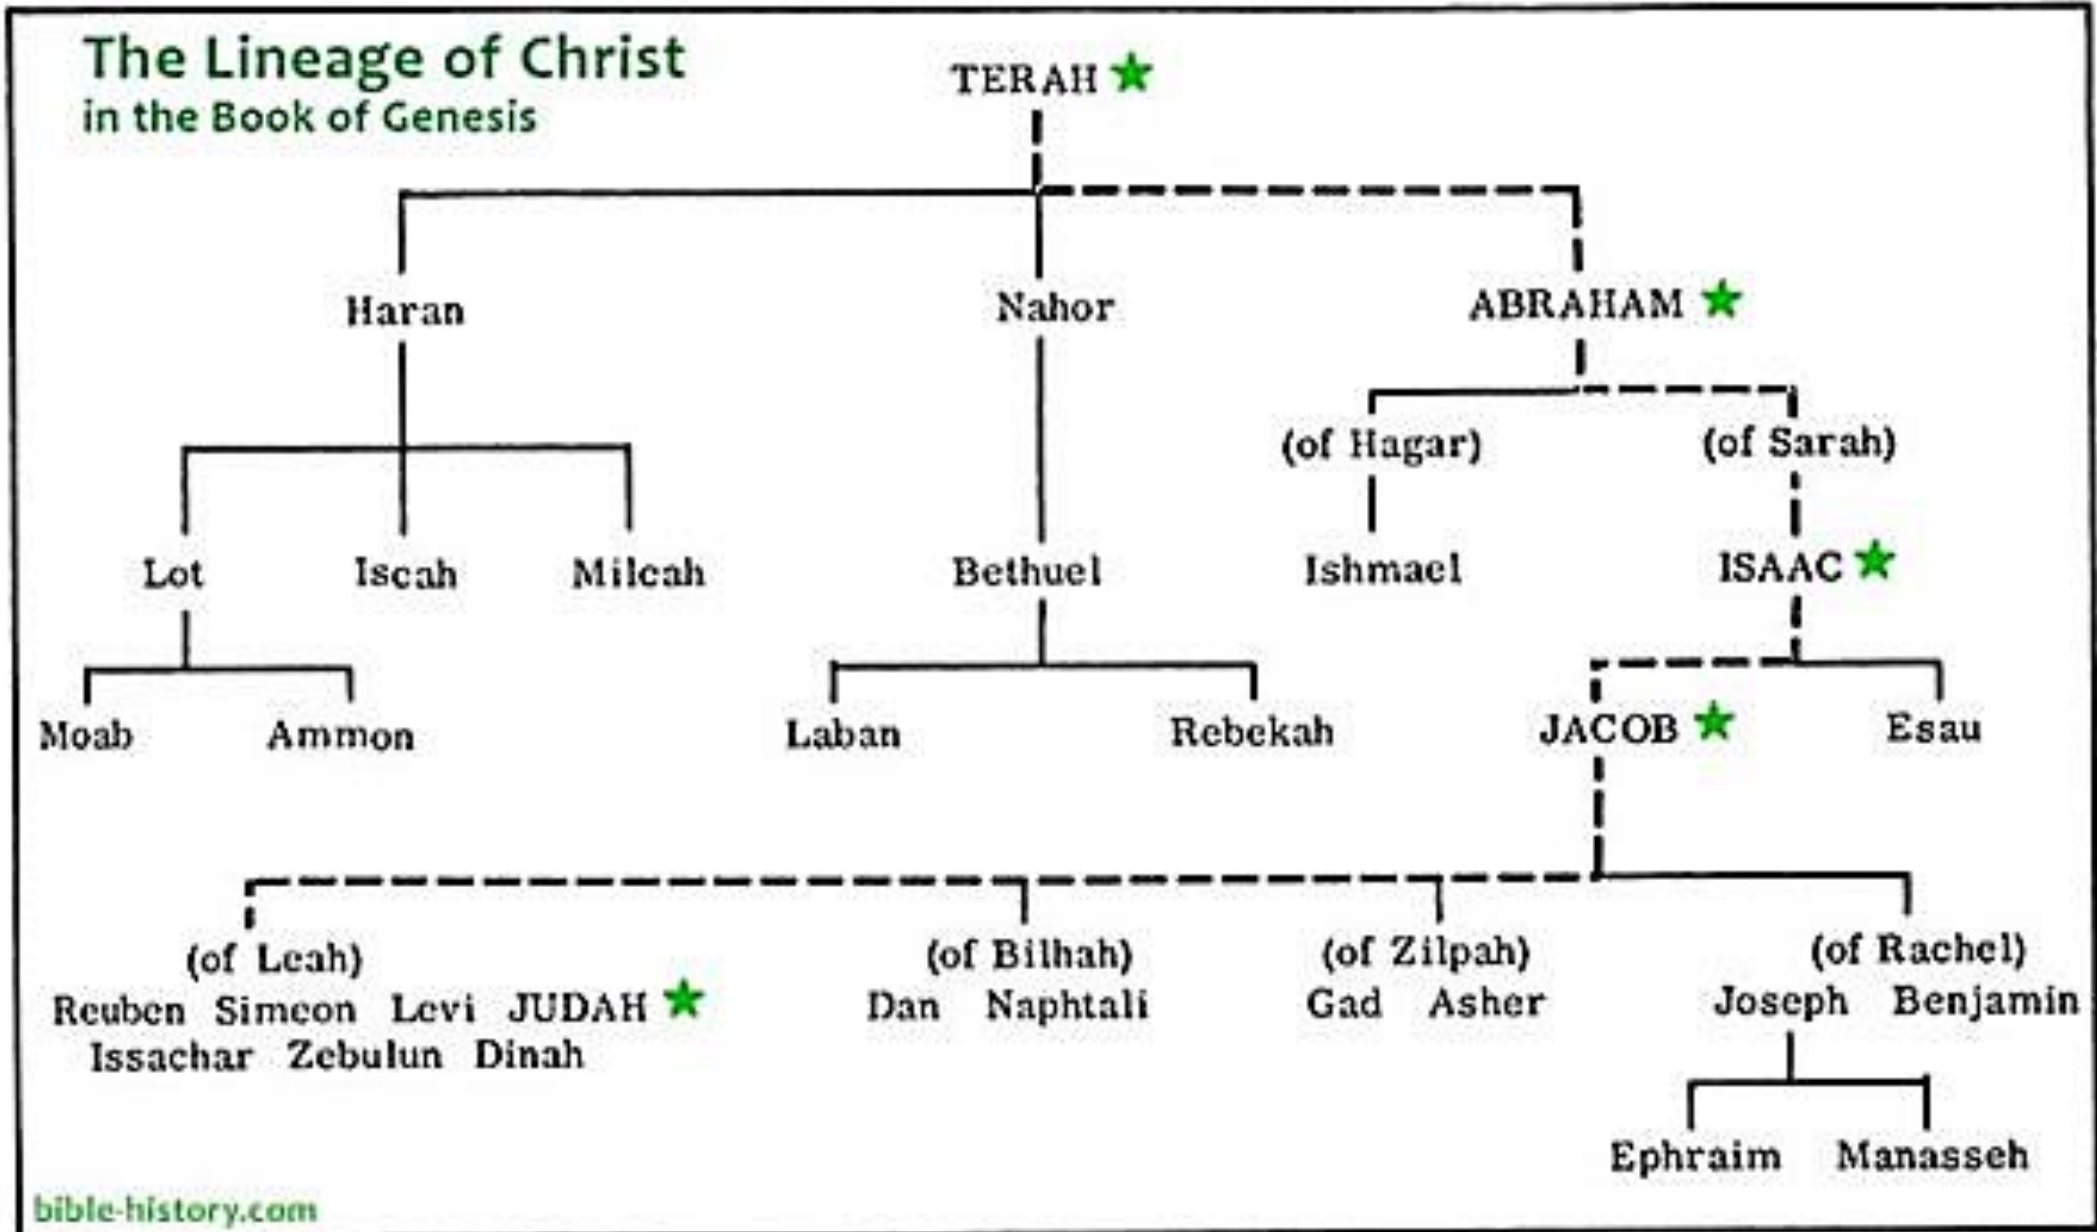 The Lineage of Christ
in the Book of Genesis
TERAH
Haran Nahor ABRAHAM
(of Hagar) (of Sarah)
Lot Iscah Milcah Bethuel Ishmael ISAAC
Moab Ammon Laban Rebekah JACOB Esau
(of Leah) (of Bilhah) (of Zilpah) (of Rachel)
Reuben Simeon Levi JUDAH Dan Naphtali Gad Asher Joseph Benjamin
Issachar Zebulun Dinah
Ephraim Manasseh
bible-history.com